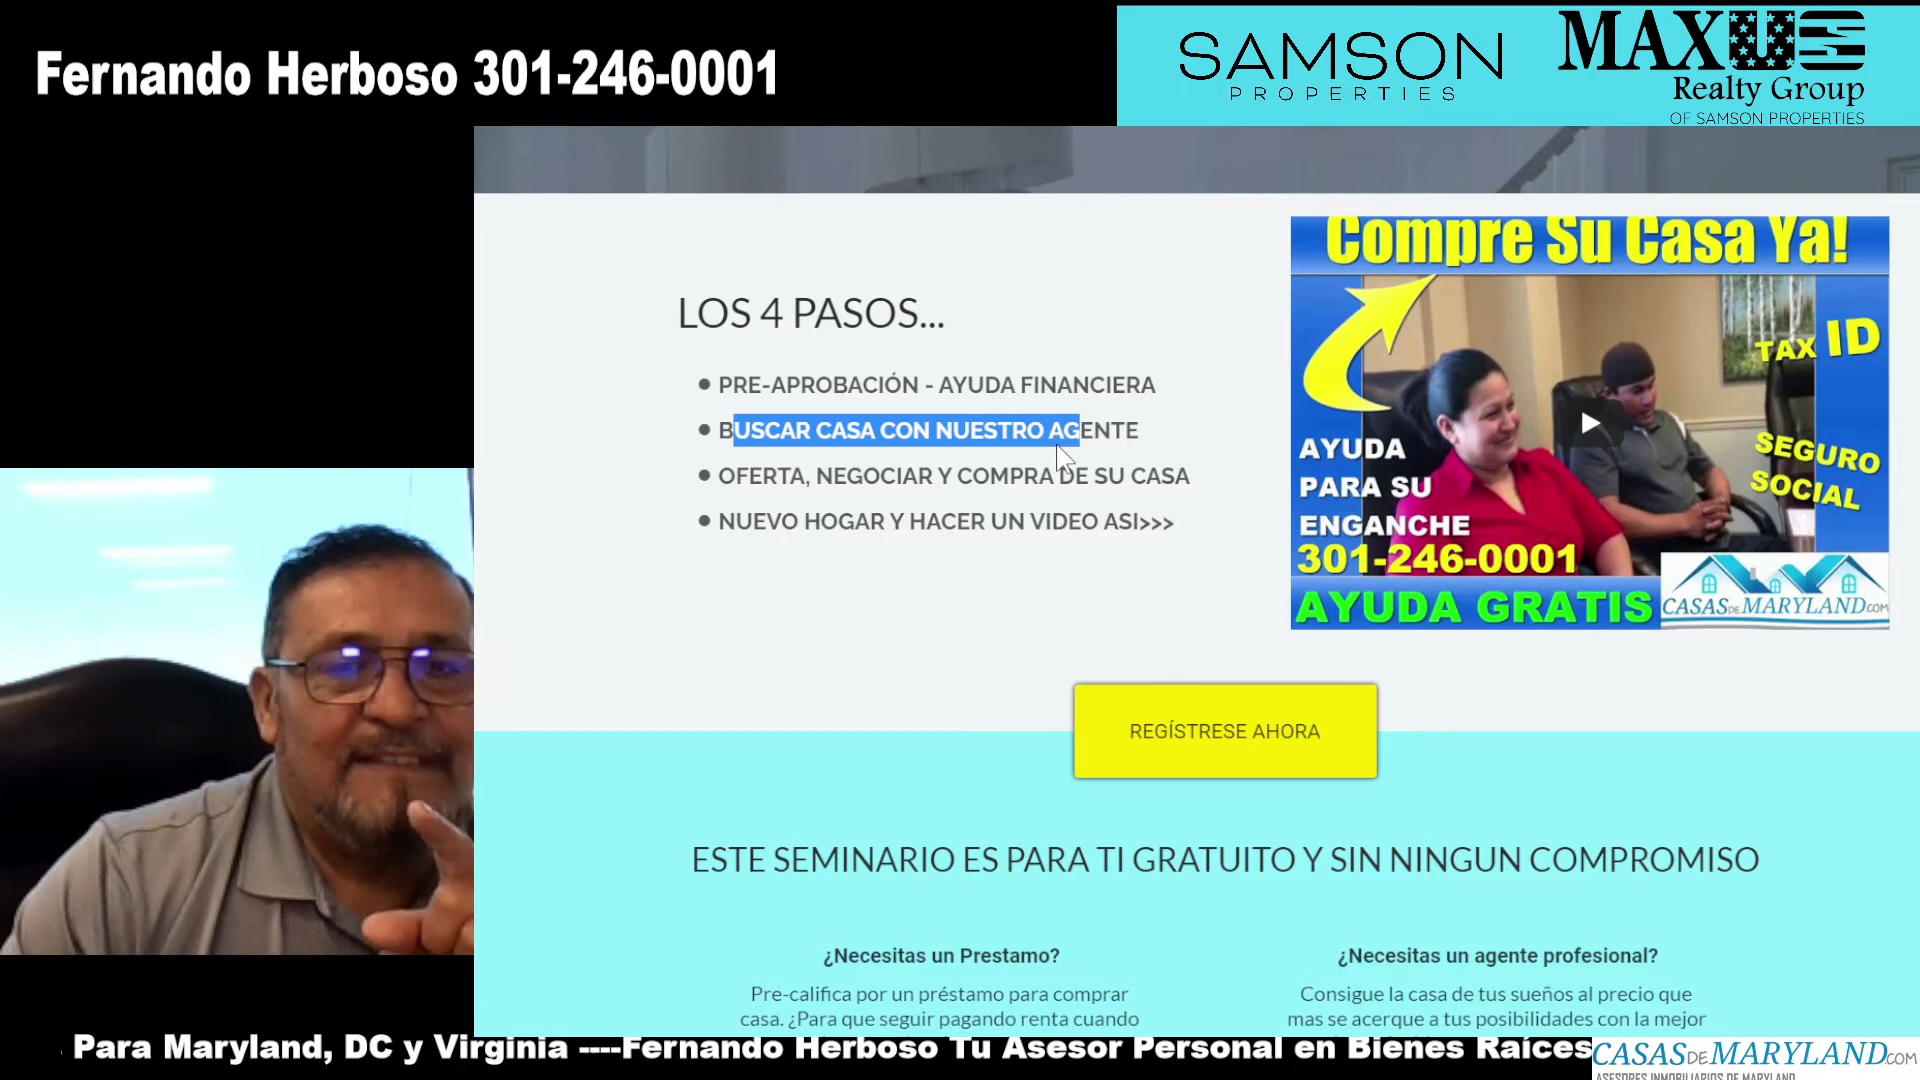 Fernando Herboso 301-246-0001
SAMSON
PROPERTIES
MAXUS
Realty Group
OF SAMSON PROPERTIES
LOS 4 PASOS...
PRE-APROBACIÓN - AYUDA FINANCIERA
BUSCAR CASA CON NUESTRO AGENTE
OFERTA, NEGOCIAR Y COMPRA DE SU CASA
NUEVO HOGAR Y HACER UN VIDEO ASI>>>
Compre Su Casa Ya!
TAX ID
SEGURO
SOCIAL
AYUDA
PARA SU
ENGANCHE
301-246-0001
AYUDA GRATIS
CASASDEMARYLAND.COM
REGÍSTRESE AHORA
ESTE SEMINARIO ES PARA TI GRATUITO Y SIN NINGUN COMPROMISO
¿Necesitas un Prestamo?
Pre-califica por un préstamo para comprar
casa. ¿Para que seguir pagando renta cuando
¿Necesitas un agente profesional?
Consigue la casa de tus sueños al precio que
mas se acerque a tus posibilidades con la mejor
Para Maryland, DC y Virginia ----Fernando Herboso Tu Asesor Personal en Bienes Raíces
CASASDEMARYLAND.COM
ASESORES INMOBILIARIOS DE MARYLAND